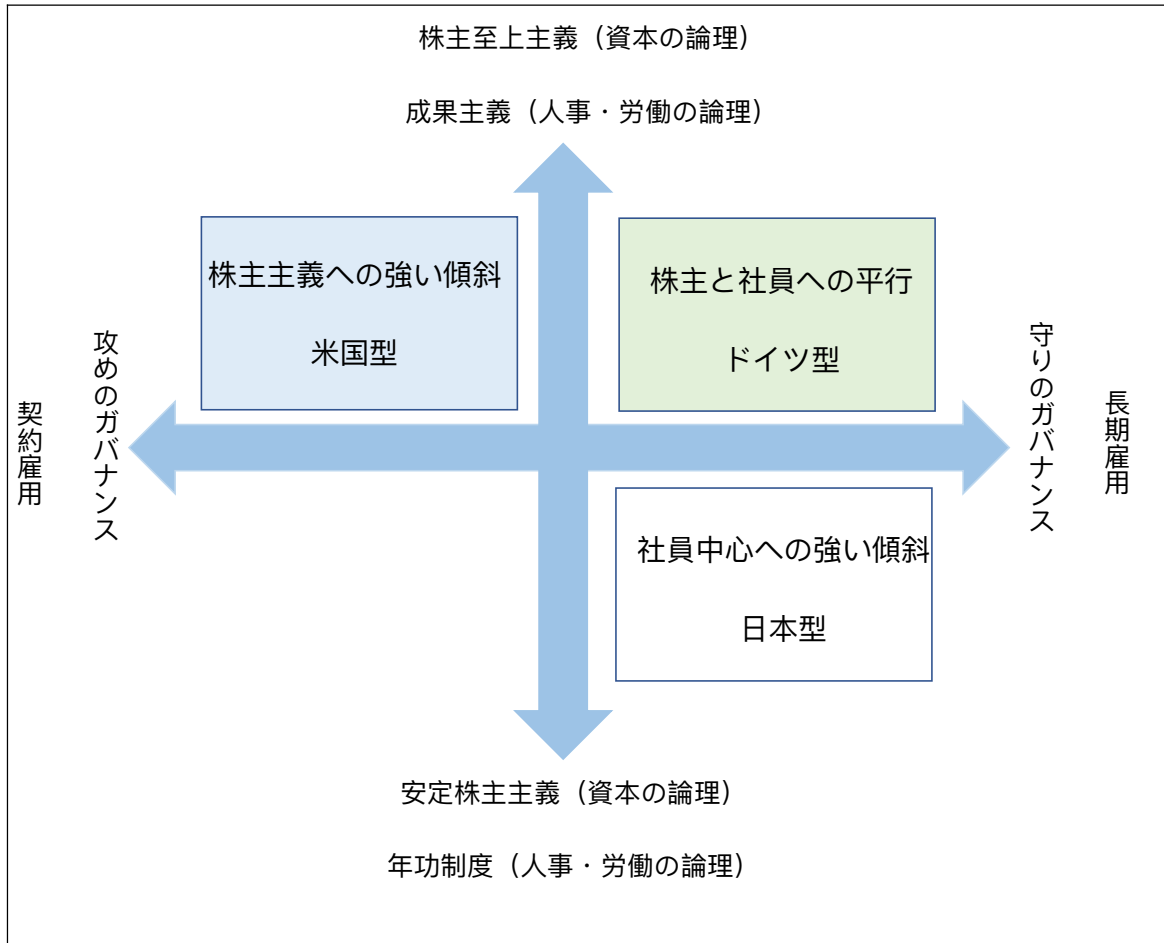 株主至上主義（資本の論理）
成果主義（人事・労働の論理）
株主主義への強い傾斜
米国型
株主と社員への平行
ドイツ型
契約雇用
攻めのガバナンス
守りのガバナンス
長期雇用
社員中心への強い傾斜
日本型
安定株主主義（資本の論理）
年功制度（人事・労働の論理）